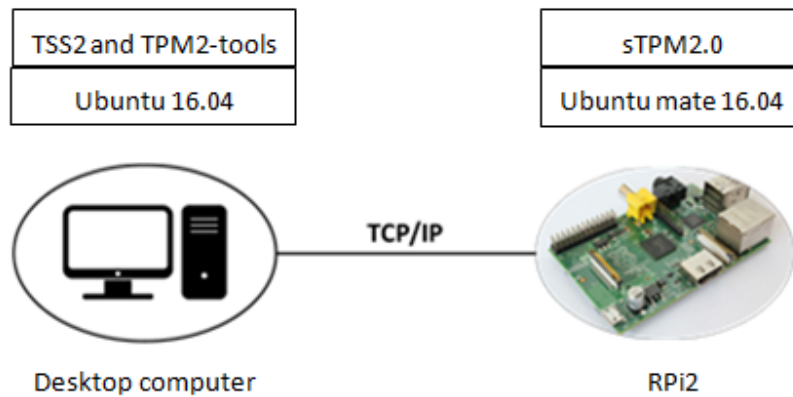 TSS2 and TPM2-tools
Ubuntu 16.04
sTPM2.0
Ubuntu mate 16.04
TCP/IP
Desktop computer
RPi2